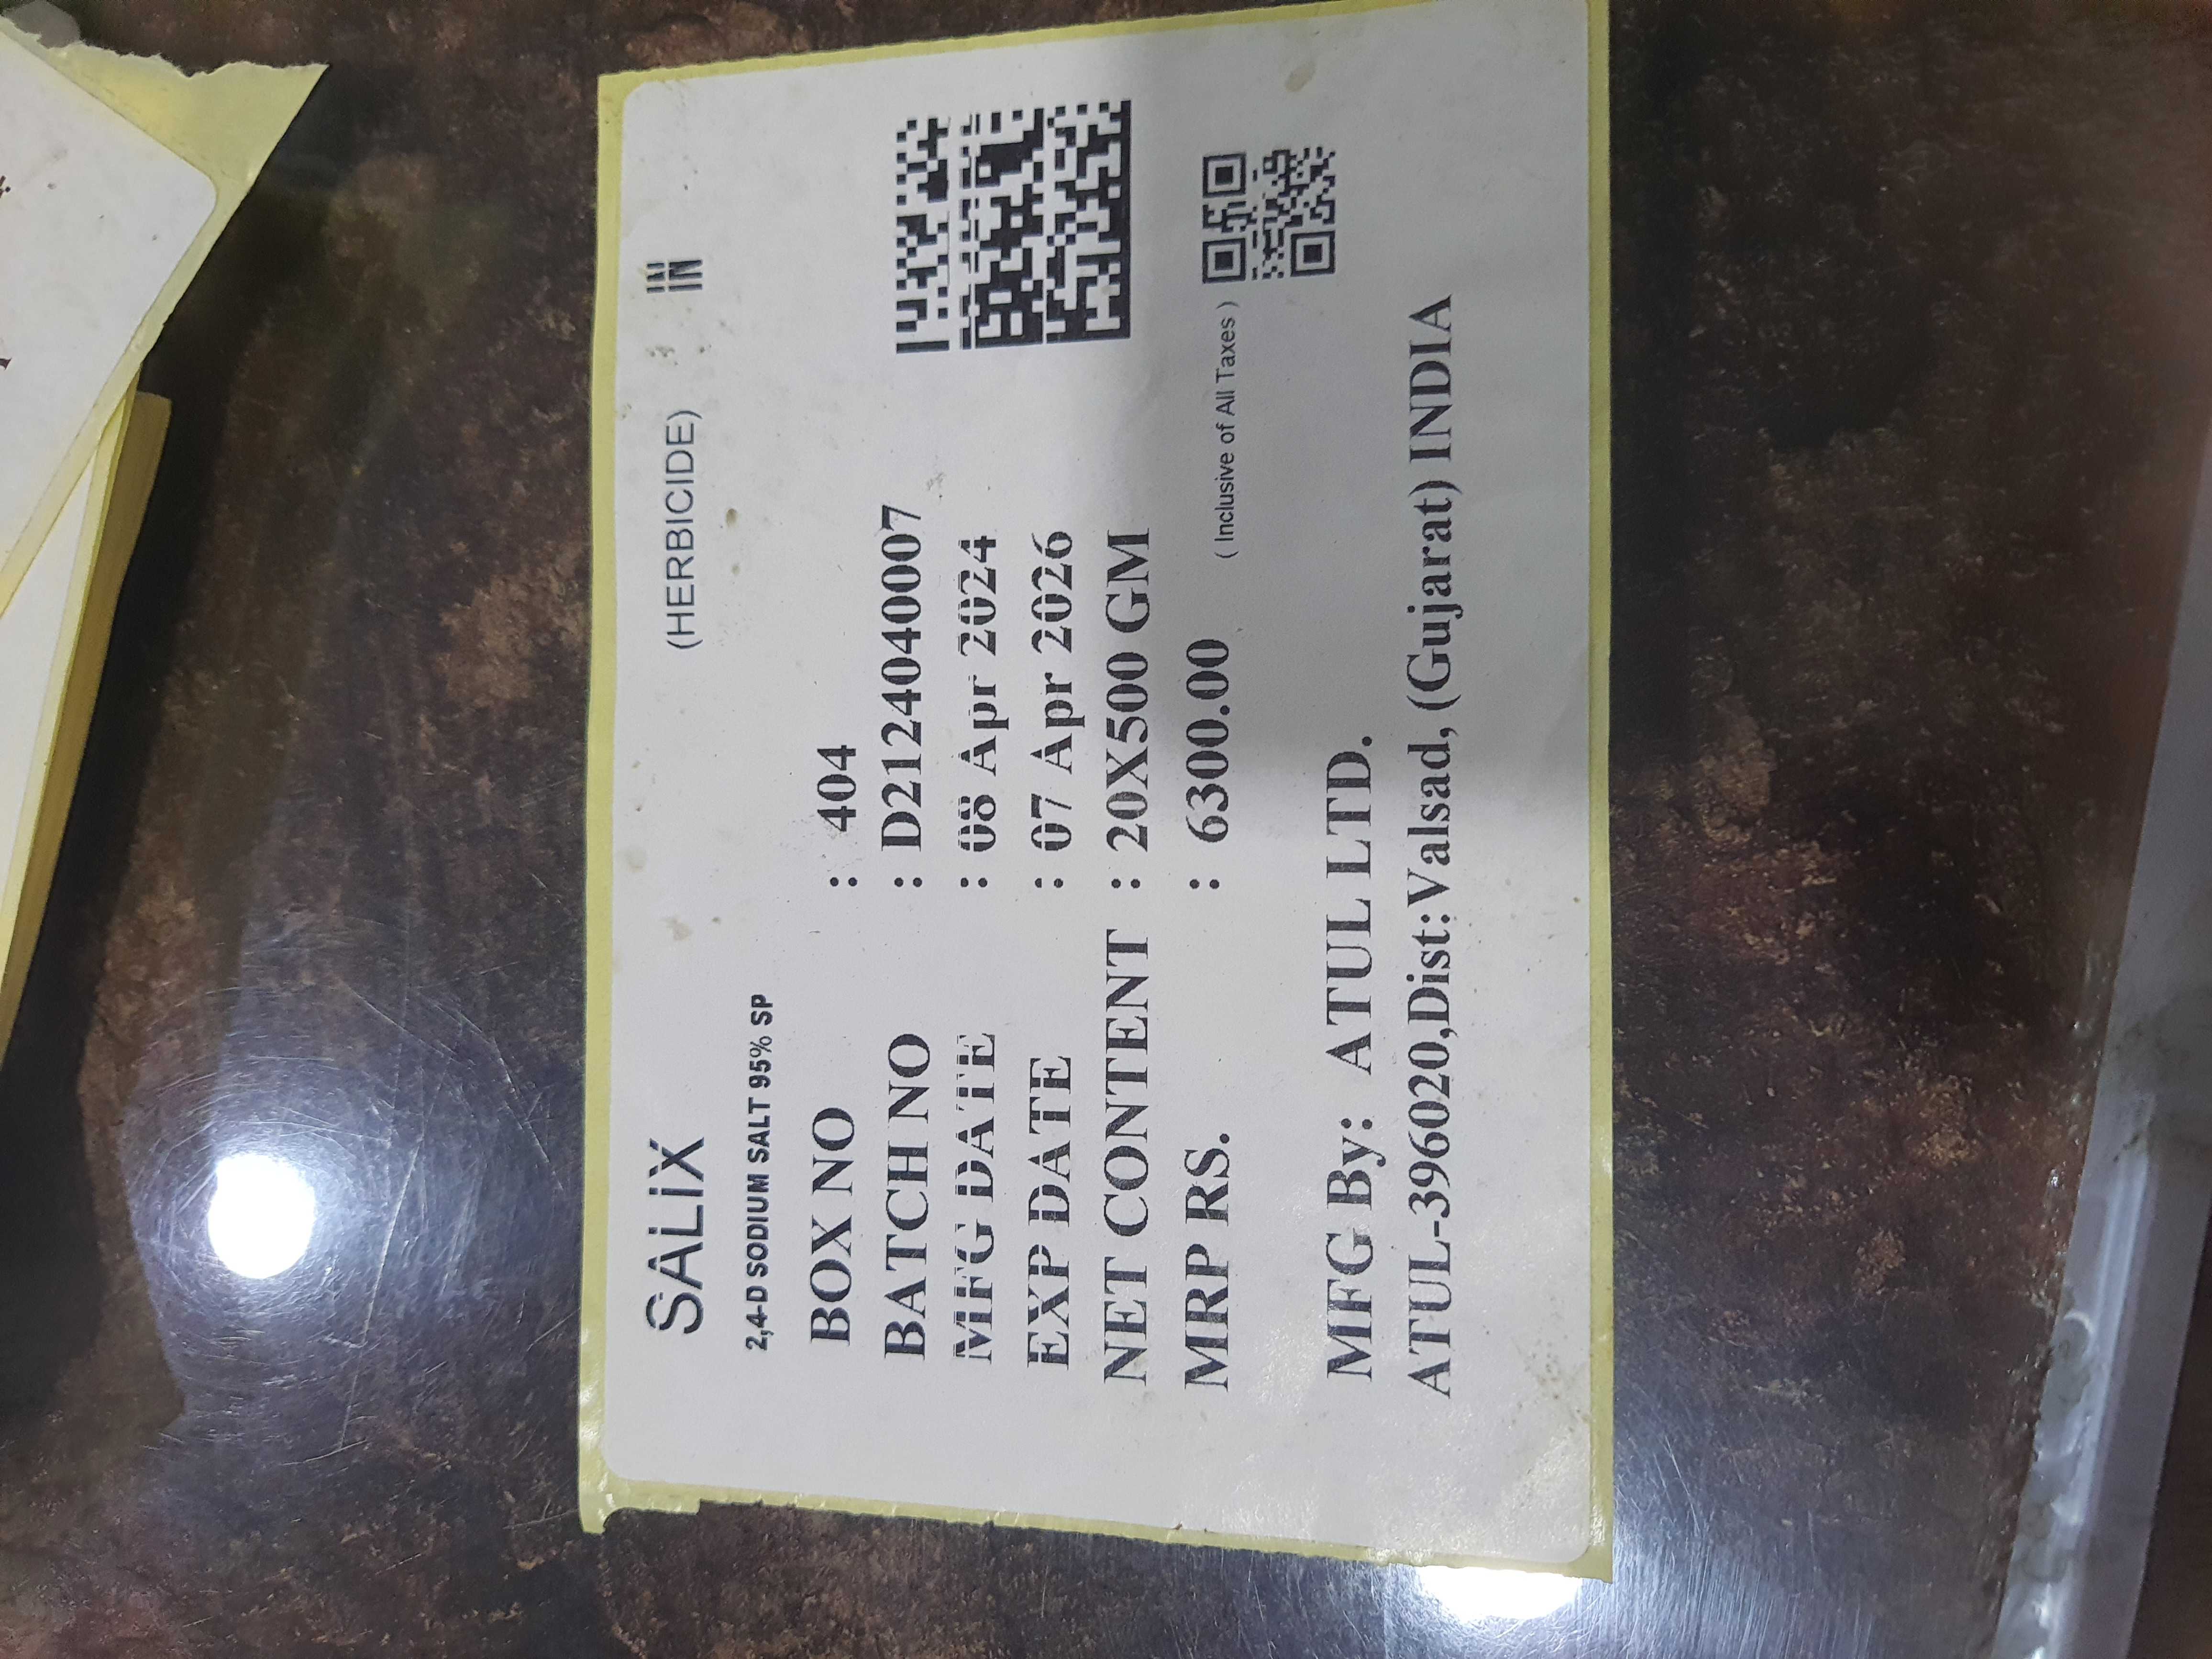 SALIX (HERBICIDE)
2,4-D SODIUM SALT 95% SP
BOX NO : 404
BATCH NO : D2124040007
MFG DATE : 08 Apr 2024
EXP DATE : 07 Apr 2026
NET CONTENT : 20X500 GM
MRP RS. : 6300.00 ( Inclusive of All Taxes )
MFG By: ATUL LTD.
ATUL-396020,Dist:Valsad, (Gujarat) INDIA